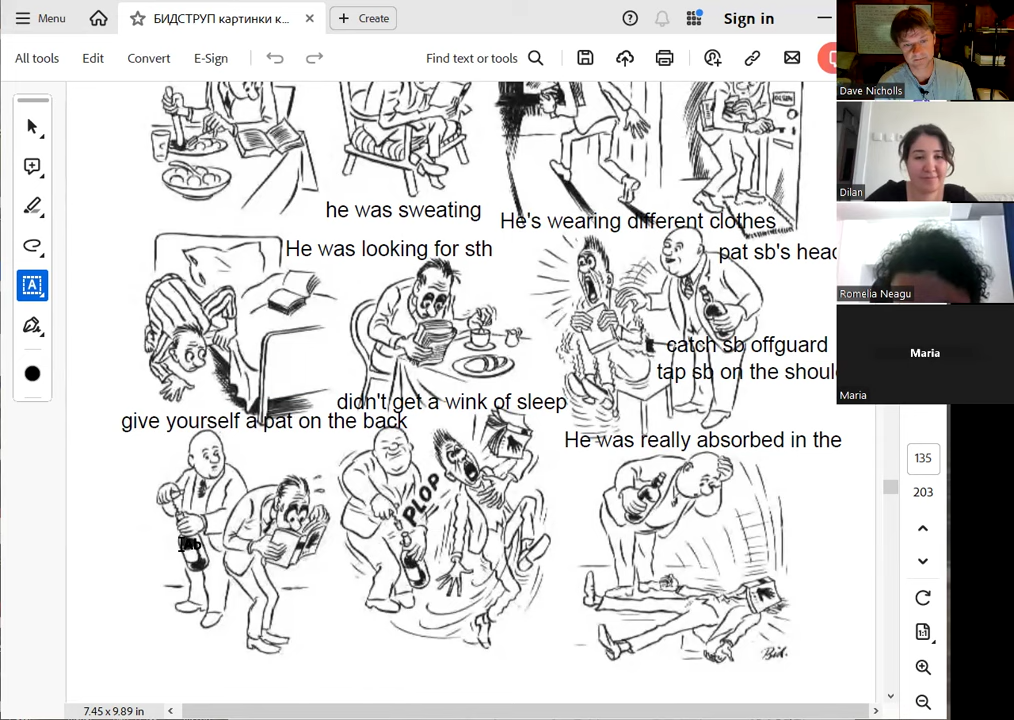 Menu
БИДСТРУП картинки к...
Create
Sign in
All tools
Edit
Convert
E-Sign
Find text or tools
Dave Nicholls
Dilan
Romelia Neagu
Maria
Maria
he was sweating
He's wearing different clothes
He was looking for sth
pat sb's head
catch sb offguard
tap sb on the shoul
didn't get a wink of sleep
give yourself a pat on the back
He was really absorbed in the
PLOP
Ab
Bid.
135
203
7.45 x 9.89 in